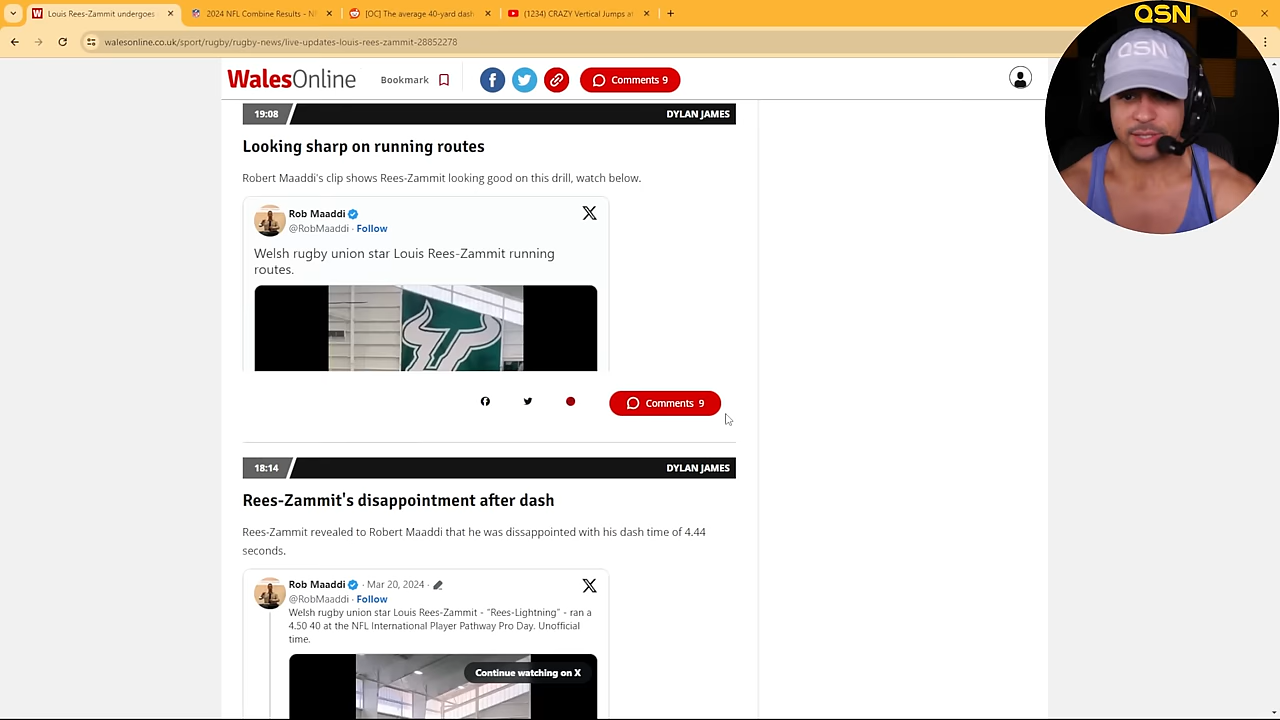 Louis Rees-Zammit undergoes
2024 NFL Combine Results - N
[OC] The average 40-yard dash
(1234) CRAZY Vertical Jumps a
walesonline.co.uk/sport/rugby/rugby-news/live-updates-louis-rees-zammit-28852278
QSN
QSN
WalesOnline
Bookmark
Comments 9
19:08
DYLAN JAMES
Looking sharp on running routes
Robert Maaddi's clip shows Rees-Zammit looking good on this drill, watch below.
Rob Maaddi
@RobMaaddi · Follow
Welsh rugby union star Louis Rees-Zammit running
routes.
Comments 9
18:14
DYLAN JAMES
Rees-Zammit's disappointment after dash
Rees-Zammit revealed to Robert Maaddi that he was dissappointed with his dash time of 4.44
seconds.
Rob Maaddi · Mar 20, 2024 ·
@RobMaaddi · Follow
Welsh rugby union star Louis Rees-Zammit - "Rees-Lightning" - ran a
4.50 40 at the NFL International Player Pathway Pro Day. Unofficial
time.
Continue watching on X